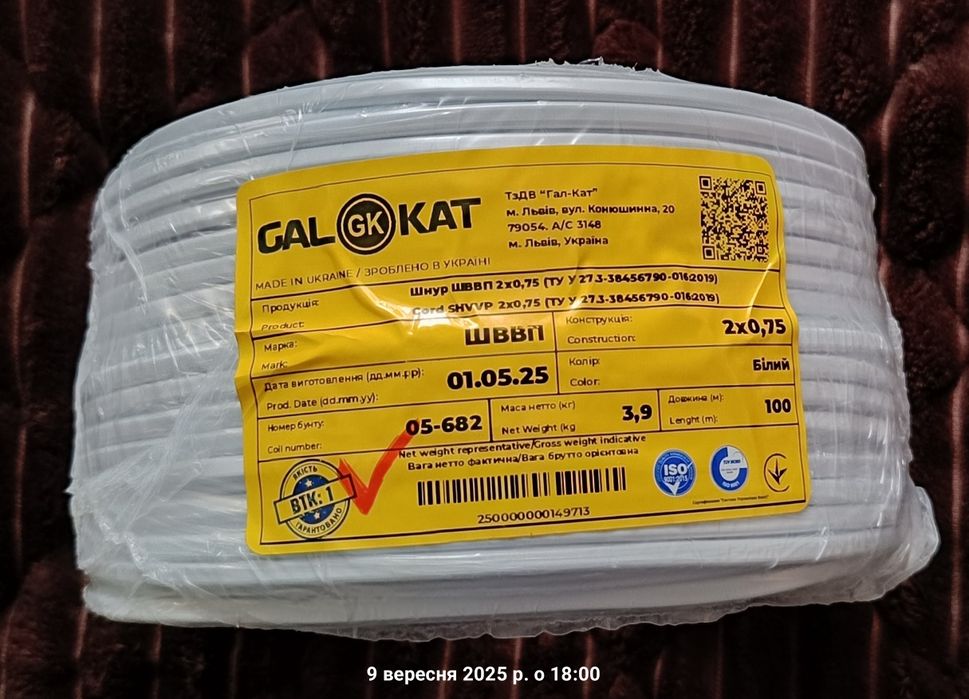 GAL GK KAT
ТзДВ "Гал-Кат"
м. Львів, вул. Конюшинна, 20
79054. А/С 3148
м. Львів, Україна
MADE IN UKRAINE / ЗРОБЛЕНО В УКРАЇНІ
Продукція: Шнур ШВВП 2х0,75 (ТУ У 27.3-38456790-016:2019)
Product: Cord SHVVP 2x0,75 (ТУ У 27.3-38456790-016:2019)
Марка: ШВВП
Mark:
Конструкція: 2x0,75
Construction:
Дата виготовлення (дд.мм.рр): 01.05.25
Prod. Date (dd.mm.yy):
Колір: Білий
Color:
Номер бунту: 05-682
Coil number:
Маса нетто (кг) 3,9
Net Weight (kg
Довжина (м): 100
Lenght (m):
Net weight representative/Gross weight indicative
Вага нетто фактична/Вага брутто орієнтовна
ЯКІСТЬ
ВТК: 1
ГАРАНТОВАНО
250000000149713
ISO
9001:2015
9 вересня 2025 р. о 18:00